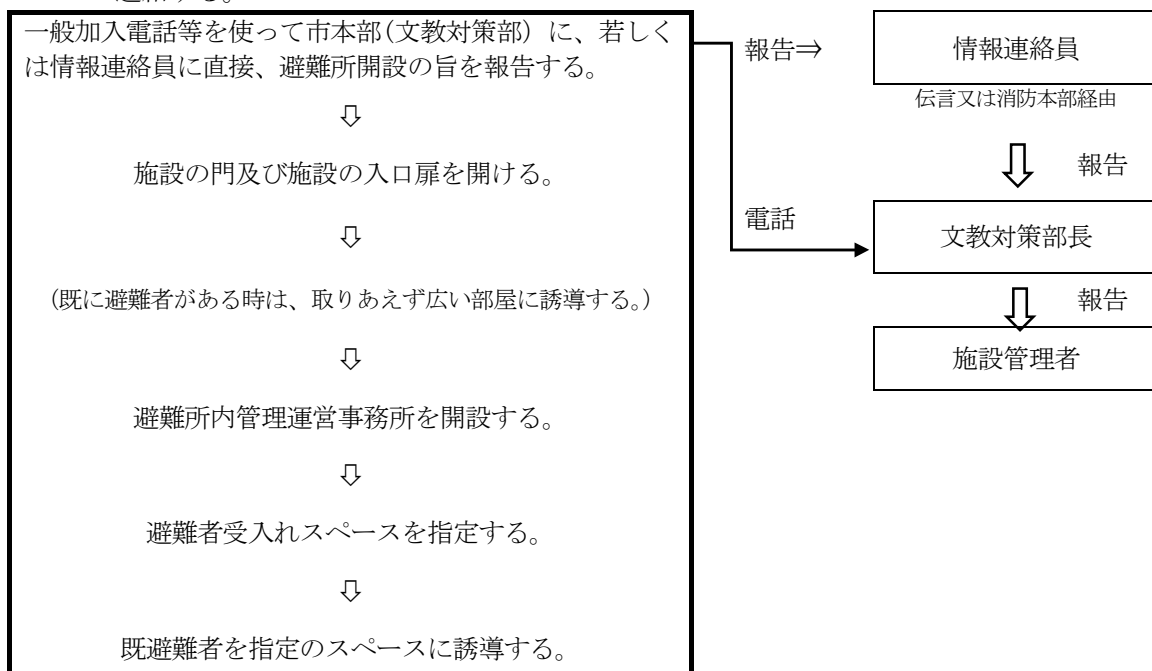 一般加入電話等を使って市本部(文教対策部)に、若しく
は情報連絡員に直接、避難所開設の旨を報告する。
⇩
施設の門及び施設の入口扉を開ける。
⇩
(既に避難者がある時は、取りあえず広い部屋に誘導する。)
⇩
避難所内管理運営事務所を開設する。
⇩
避難者受入れスペースを指定する。
⇩
既避難者を指定のスペースに誘導する。
報告⇒
情報連絡員
伝言又は消防本部経由
報告
電話
文教対策部長
報告
施設管理者